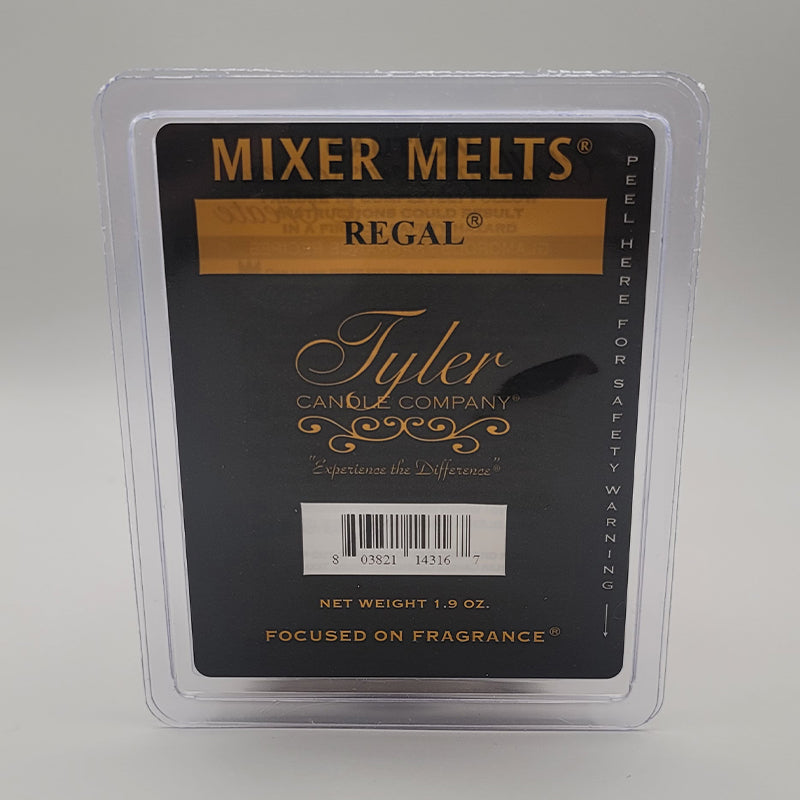 MIXER MELTS®
REGAL®
Tyler
CANDLE COMPANY®
"Experience the Difference"®
8 03821 14316 7
NET WEIGHT 1.9 OZ.
FOCUSED ON FRAGRANCE®
PEEL HERE FOR SAFETY WARNING